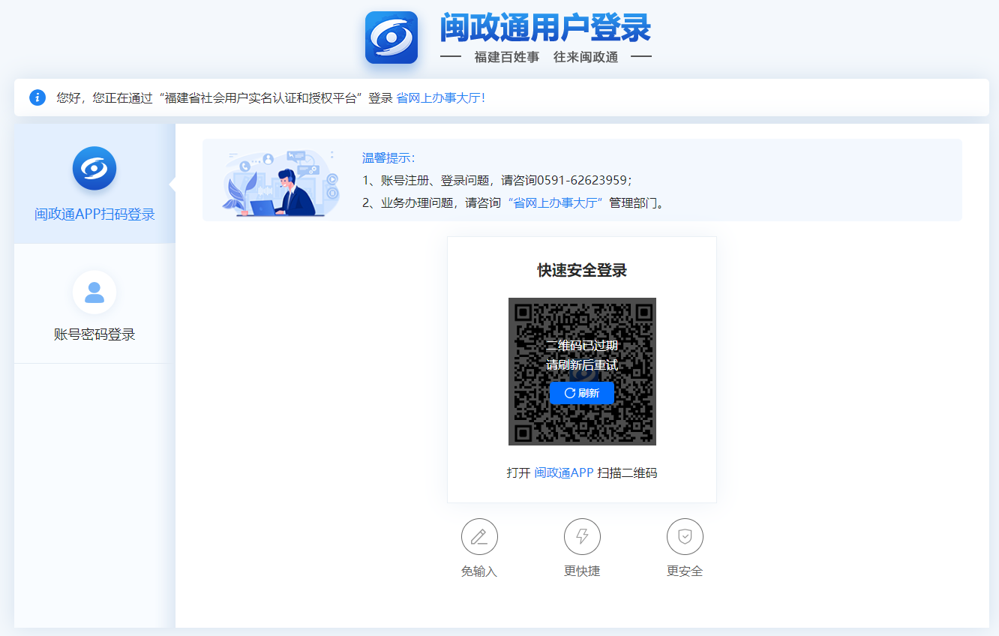 闽政通用户登录
福建百姓事 往来闽政通
您好，您正在通过“福建省社会用户实名认证和授权平台”登录 省网上办事大厅！
闽政通APP扫码登录
账号密码登录
温馨提示：
1、账号注册、登录问题，请咨询0591-62623959；
2、业务办理问题，请咨询“省网上办事大厅”管理部门。
快速安全登录
二维码已过期
请刷新后重试
刷新
打开 闽政通APP 扫描二维码
免输入 更快捷 更安全